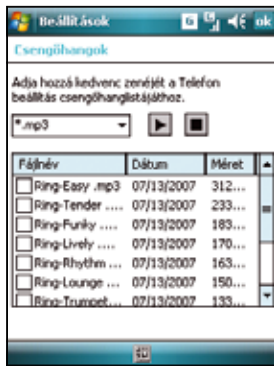 Beállítások G ok
Csengőhangok
Adja hozzá kedvenc zenéjét a Telefon
beállítás csengőhanglistájáthoz.
*.mp3
Fájlnév Dátum Méret
Ring-Easy .mp3 07/13/2007 312...
Ring-Tender .... 07/13/2007 233...
Ring-Funky .... 07/13/2007 183...
Ring-Lively .... 07/13/2007 170...
Ring-Rhythm ... 07/13/2007 163...
Ring-Lounge ... 07/13/2007 150...
Ring-Trumpet... 07/13/2007 133...